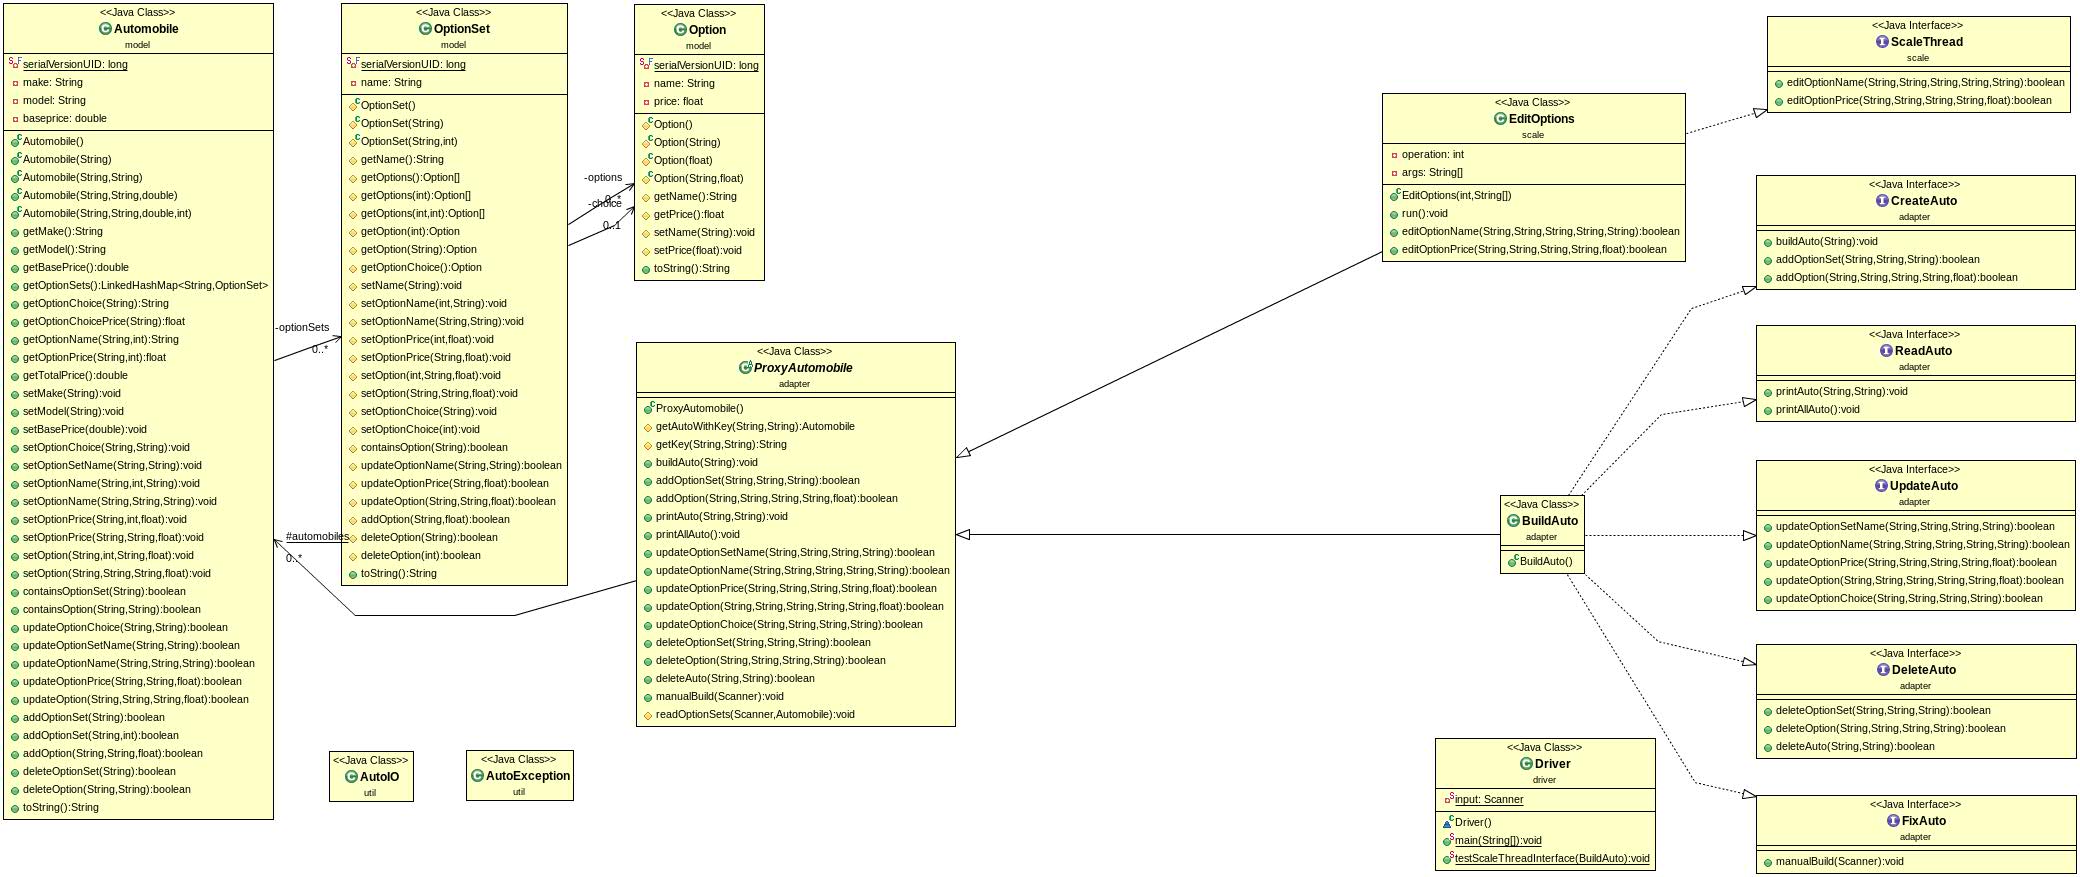 <<Java Class>>
Automobile
model
serialVersionUID: long
make: String
model: String
baseprice: double
Automobile()
Automobile(String)
Automobile(String,String)
Automobile(String,String,double)
Automobile(String,String,double,int)
getMake():String
getModel():String
getBasePrice():double
getOptionSets():LinkedHashMap<String,OptionSet>
getOptionChoice(String):String
getOptionChoicePrice(String):float
getOptionName(String,int):String
getOptionPrice(String,int):float
getTotalPrice():double
setMake(String):void
setModel(String):void
setBasePrice(double):void
setOptionChoice(String,String):void
setOptionSetName(String,String):void
setOptionName(String,int,String):void
setOptionName(String,String,String):void
setOptionPrice(String,int,float):void
setOptionPrice(String,String,float):void
setOption(String,int,String,float):void
setOption(String,String,String,float):void
containsOptionSet(String):boolean
containsOption(String,String):boolean
updateOptionChoice(String,String):boolean
updateOptionSetName(String,String):boolean
updateOptionName(String,String,String):boolean
updateOptionPrice(String,String,float):boolean
updateOption(String,String,String,float):boolean
addOptionSet(String):boolean
addOptionSet(String,int):boolean
addOption(String,String,float):boolean
deleteOptionSet(String):boolean
deleteOption(String,String):boolean
toString():String
-optionSets
0..*
<<Java Class>>
OptionSet
model
serialVersionUID: long
name: String
OptionSet()
OptionSet(String)
OptionSet(String,int)
getName():String
getOptions():Option[]
getOptions(int):Option[]
getOptions(int,int):Option[]
getOption(int):Option
getOption(String):Option
getOptionChoice():Option
setName(String):void
setOptionName(int,String):void
setOptionName(String,String):void
setOptionPrice(int,float):void
setOptionPrice(String,float):void
setOption(int,String,float):void
setOption(String,String,float):void
setOptionChoice(String):void
setOptionChoice(int):void
containsOption(String):boolean
updateOptionName(String,String):boolean
updateOptionPrice(String,float):boolean
updateOption(String,String,float):boolean
addOption(String,float):boolean
deleteOption(String):boolean
deleteOption(int):boolean
toString():String
#automobiles
0..*
-options
0..*
-choice
0..1
<<Java Class>>
Option
model
serialVersionUID: long
name: String
price: float
Option()
Option(String)
Option(float)
Option(String,float)
getName():String
getPrice():float
setName(String):void
setPrice(float):void
toString():String
<<Java Class>>
ProxyAutomobile
adapter
ProxyAutomobile()
getAutoWithKey(String,String):Automobile
getKey(String,String):String
buildAuto(String):void
addOptionSet(String,String,String):boolean
addOption(String,String,String,String,float):boolean
printAuto(String,String):void
printAllAuto():void
updateOptionSetName(String,String,String,String):boolean
updateOptionName(String,String,String,String,String):boolean
updateOptionPrice(String,String,String,String,float):boolean
updateOption(String,String,String,String,String,float):boolean
updateOptionChoice(String,String,String,String):boolean
deleteOptionSet(String,String,String):boolean
deleteOption(String,String,String,String):boolean
deleteAuto(String,String):boolean
manualBuild(Scanner):void
readOptionSets(Scanner,Automobile):void
<<Java Class>>
AutoIO
util
<<Java Class>>
AutoException
util
<<Java Class>>
EditOptions
scale
operation: int
args: String[]
EditOptions(int,String[])
run():void
editOptionName(String,String,String,String,String):boolean
editOptionPrice(String,String,String,String,float):boolean
<<Java Class>>
BuildAuto
adapter
BuildAuto()
<<Java Class>>
Driver
driver
input: Scanner
Driver()
main(String[]):void
testScaleThreadInterface(BuildAuto):void
<<Java Interface>>
ScaleThread
scale
editOptionName(String,String,String,String,String):boolean
editOptionPrice(String,String,String,String,float):boolean
<<Java Interface>>
CreateAuto
adapter
buildAuto(String):void
addOptionSet(String,String,String):boolean
addOption(String,String,String,String,float):boolean
<<Java Interface>>
ReadAuto
adapter
printAuto(String,String):void
printAllAuto():void
<<Java Interface>>
UpdateAuto
adapter
updateOptionSetName(String,String,String,String):boolean
updateOptionName(String,String,String,String,String):boolean
updateOptionPrice(String,String,String,String,float):boolean
updateOption(String,String,String,String,String,float):boolean
updateOptionChoice(String,String,String,String):boolean
<<Java Interface>>
DeleteAuto
adapter
deleteOptionSet(String,String,String):boolean
deleteOption(String,String,String,String):boolean
deleteAuto(String,String):boolean
<<Java Interface>>
FixAuto
adapter
manualBuild(Scanner):void